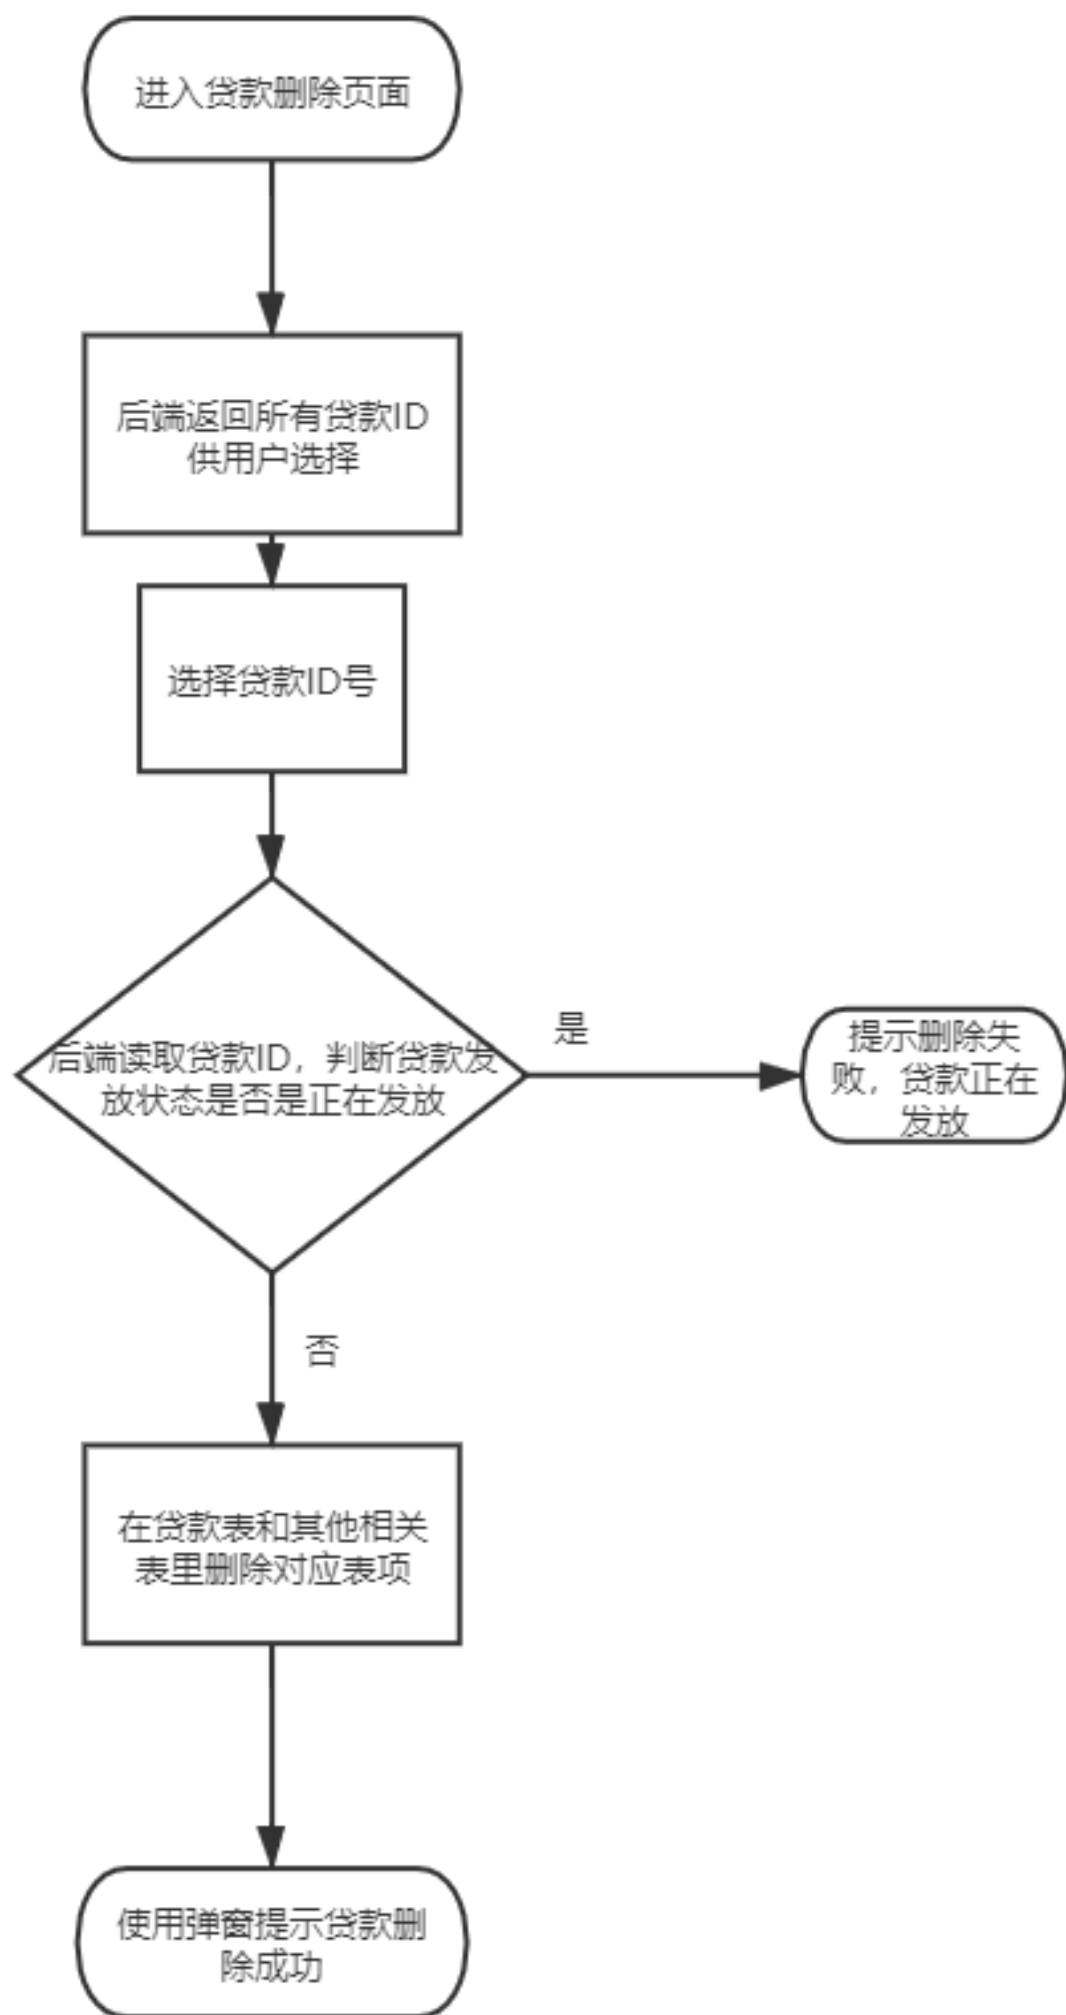 进入贷款删除页面
后端返回所有贷款ID
供用户选择
选择贷款ID号
后端读取贷款ID，判断贷款发
放状态是否是正在发放
是
提示删除失
败，贷款正在
发放
否
在贷款表和其他相关
表里删除对应表项
使用弹窗提示贷款删
除成功